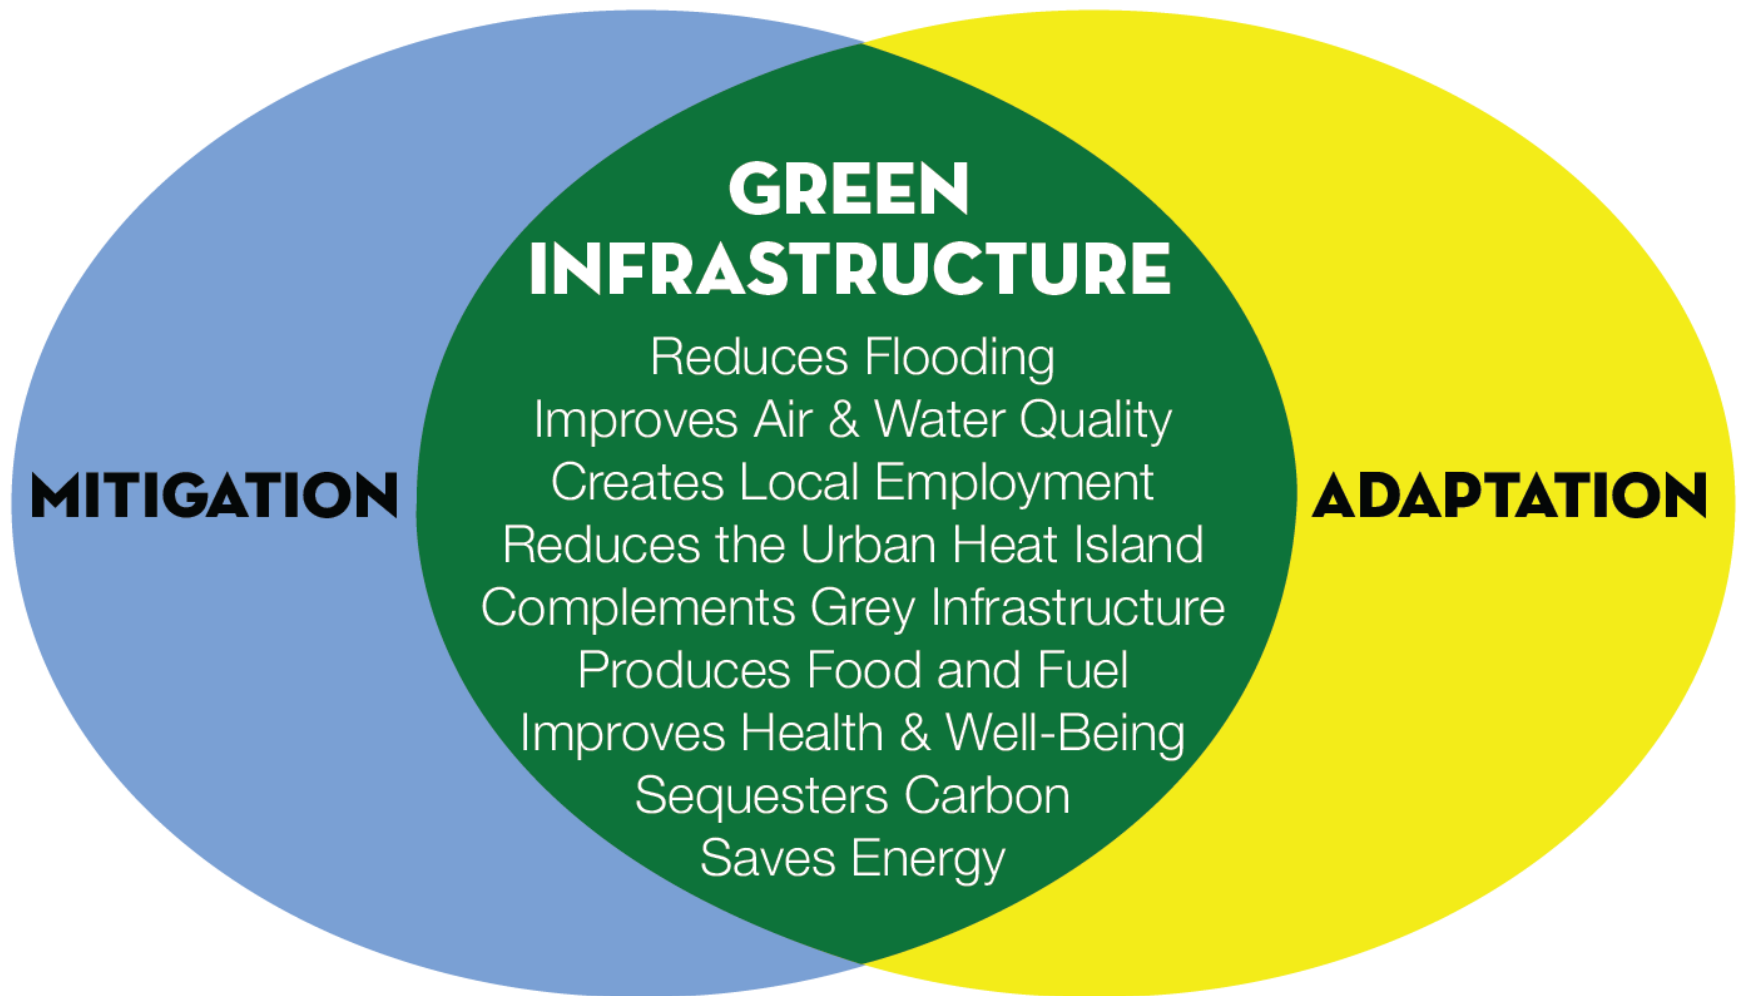 GREEN
INFRASTRUCTURE
Reduces Flooding
Improves Air & Water Quality
Creates Local Employment
Reduces the Urban Heat Island
Complements Grey Infrastructure
Produces Food and Fuel
Improves Health & Well-Being
Sequesters Carbon
Saves Energy
MITIGATION
ADAPTATION